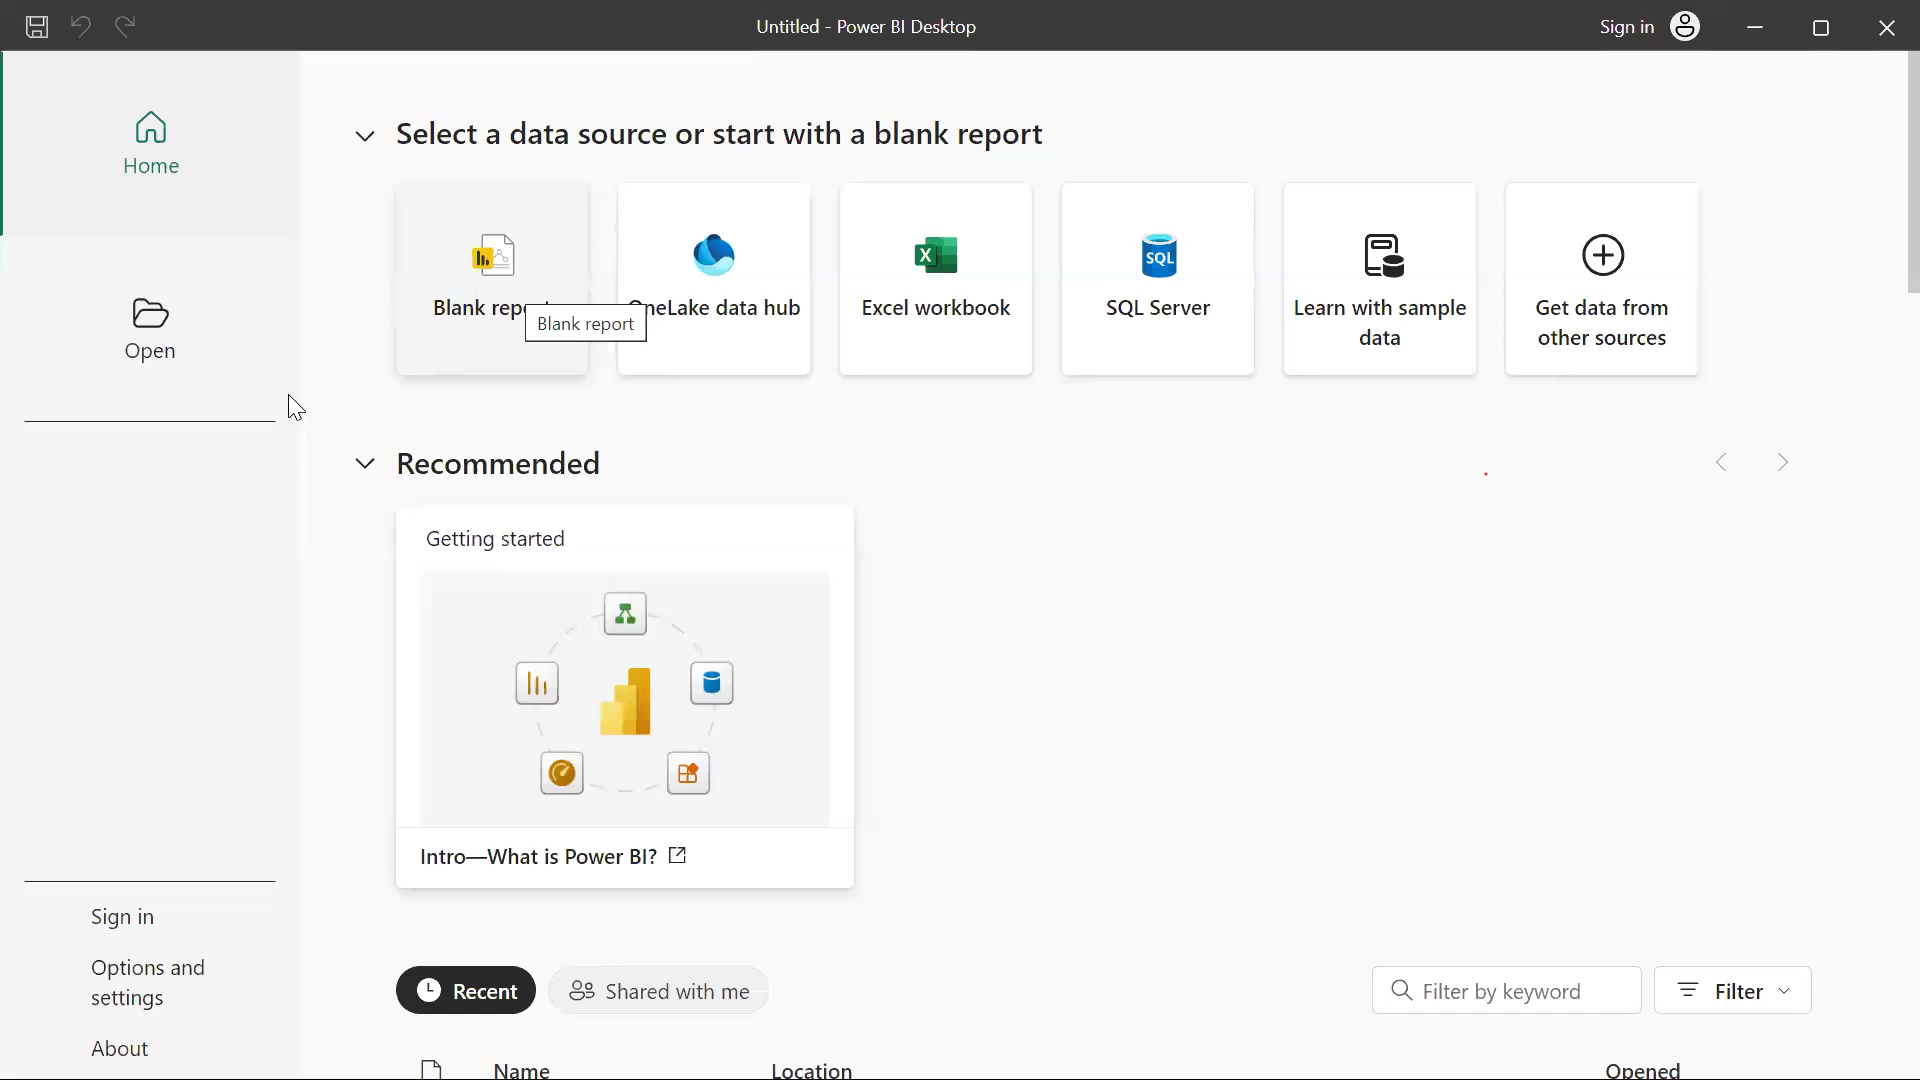 Untitled - Power BI Desktop
Sign in
Home
Open
Select a data source or start with a blank report
Blank report
OneLake data hub
Excel workbook
SQL
SQL Server
Learn with sample
data
Get data from
other sources
Recommended
Getting started
Intro—What is Power BI?
Recent
Shared with me
Filter by keyword
Filter
Name
Location
Opened
Sign in
Options and
settings
About